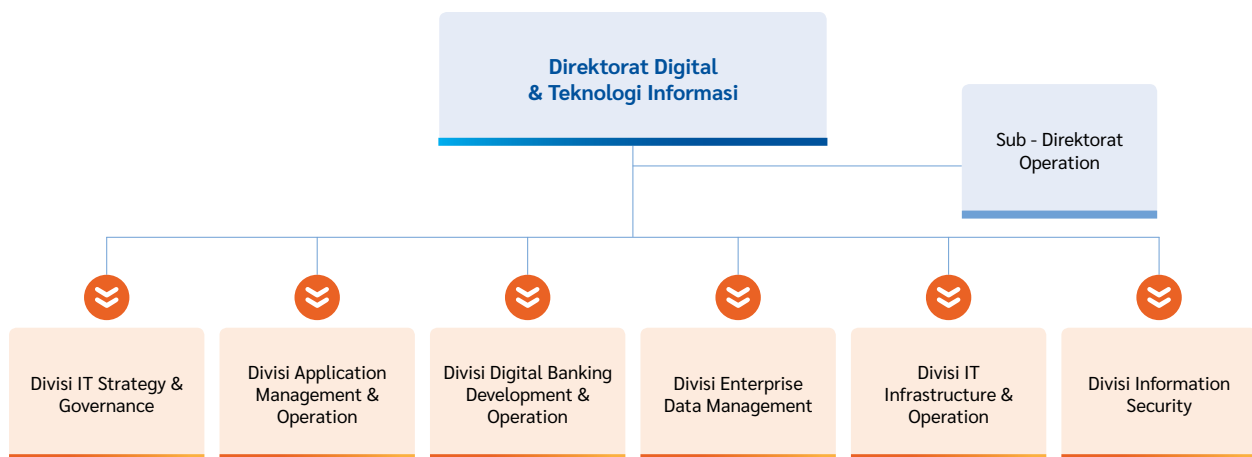 Direktorat Digital
& Teknologi Informasi
Sub - Direktorat
Operation
Divisi IT Strategy &
Governance
Divisi Application
Management &
Operation
Divisi Digital Banking
Development &
Operation
Divisi Enterprise
Data Management
Divisi IT
Infrastructure &
Operation
Divisi Information
Security